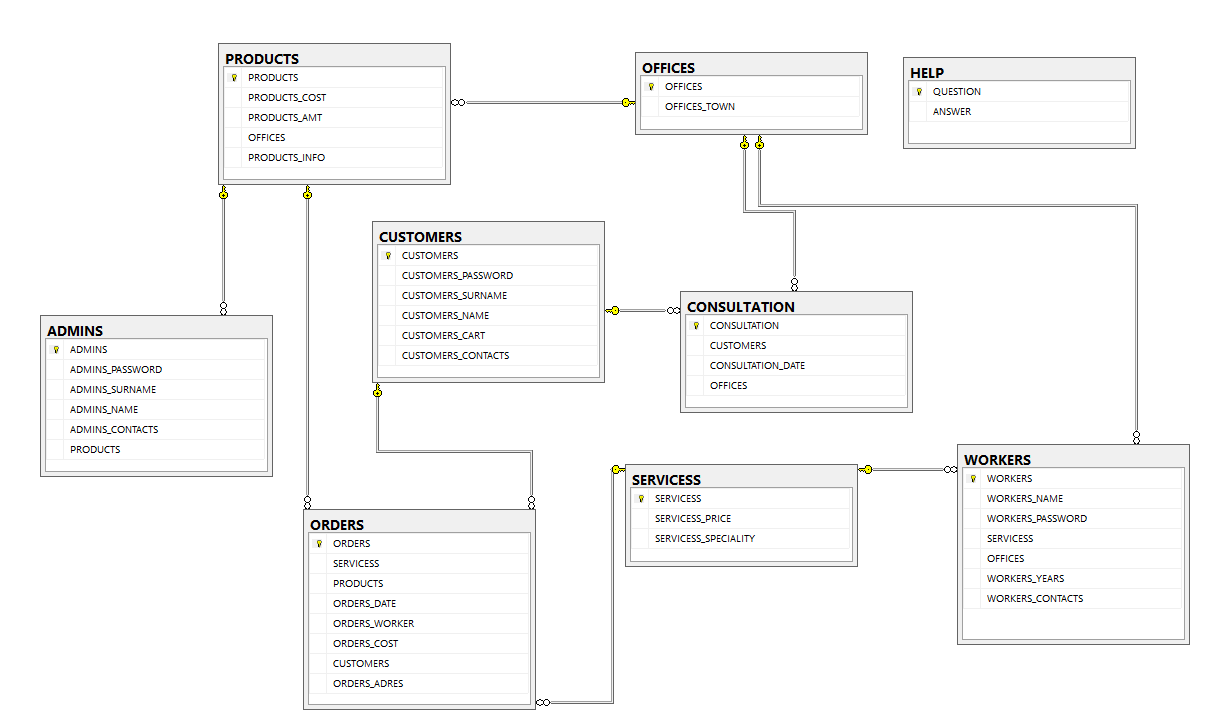 PRODUCTS
PRODUCTS
PRODUCTS_COST
PRODUCTS_AMT
OFFICES
PRODUCTS_INFO
OFFICES
OFFICES
OFFICES_TOWN
HELP
QUESTION
ANSWER
CUSTOMERS
CUSTOMERS
CUSTOMERS_PASSWORD
CUSTOMERS_SURNAME
CUSTOMERS_NAME
CUSTOMERS_CART
CUSTOMERS_CONTACTS
CONSULTATION
CONSULTATION
CUSTOMERS
CONSULTATION_DATE
OFFICES
ADMINS
ADMINS
ADMINS_PASSWORD
ADMINS_SURNAME
ADMINS_NAME
ADMINS_CONTACTS
PRODUCTS
ORDERS
ORDERS
SERVICESS
PRODUCTS
ORDERS_DATE
ORDERS_WORKER
ORDERS_COST
CUSTOMERS
ORDERS_ADRES
SERVICESS
SERVICESS
SERVICESS_PRICE
SERVICESS_SPECIALITY
WORKERS
WORKERS
WORKERS_NAME
WORKERS_PASSWORD
SERVICESS
OFFICES
WORKERS_YEARS
WORKERS_CONTACTS